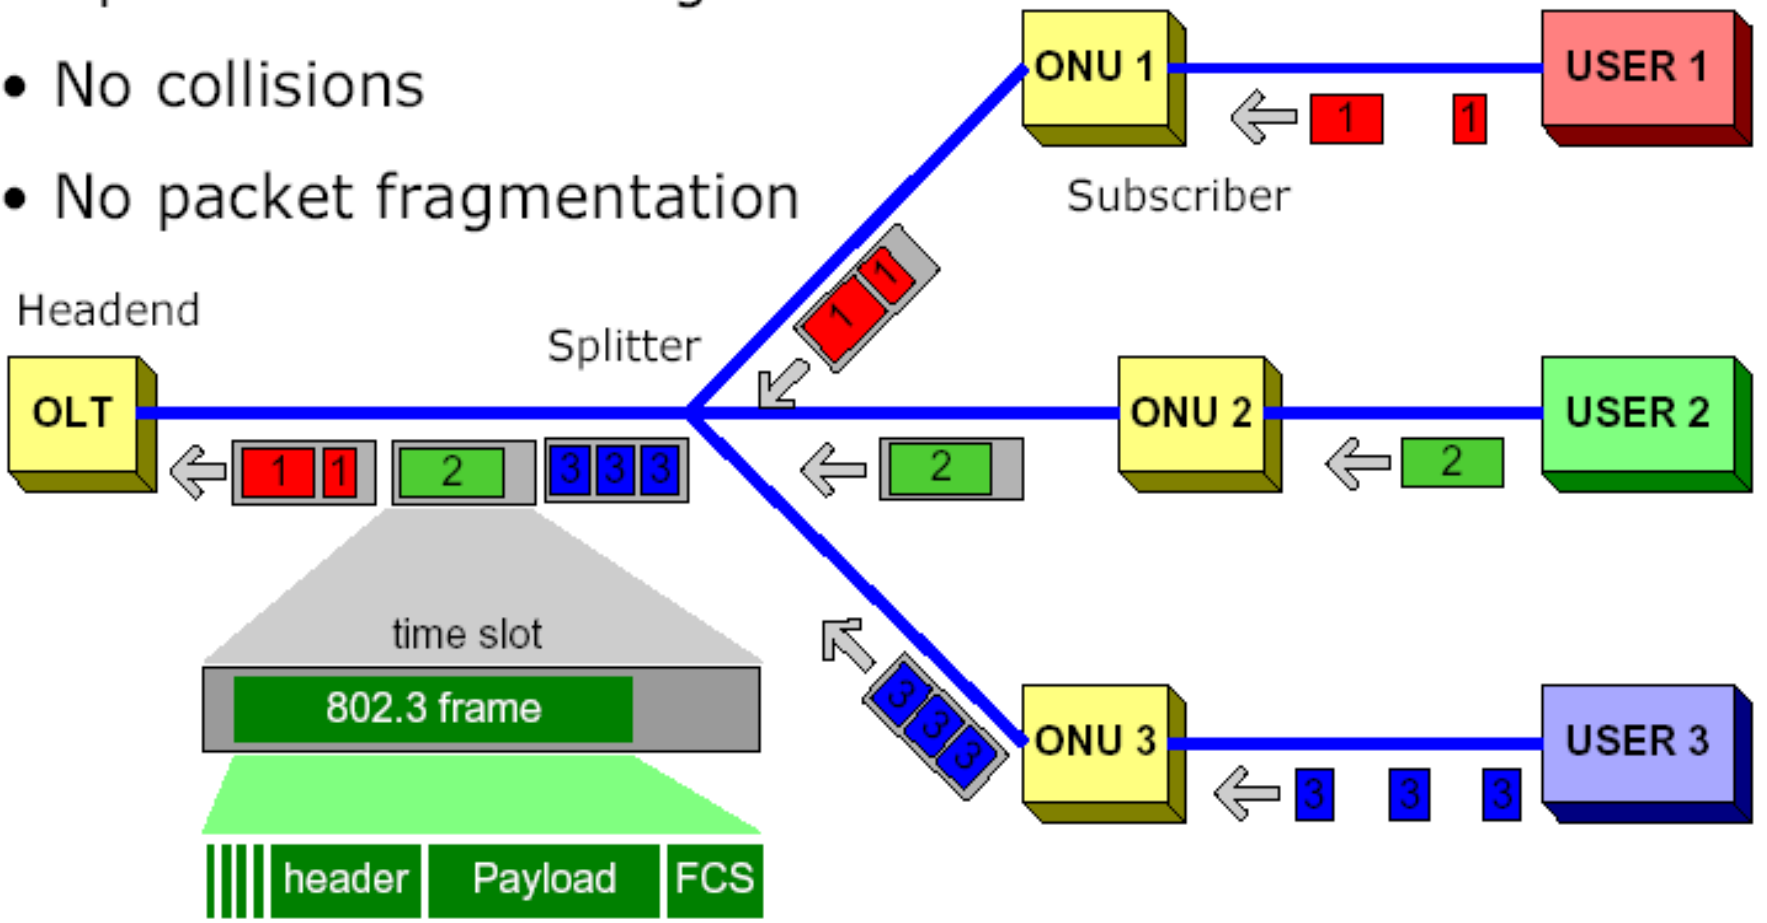 • No collisions
• No packet fragmentation
Headend
Splitter
Subscriber
OLT
ONU 1
USER 1
1
1
1
1
ONU 2
USER 2
2
2
1
1
2
3
3
3
time slot
802.3 frame
header
Payload
FCS
3
3
3
ONU 3
USER 3
3
3
3